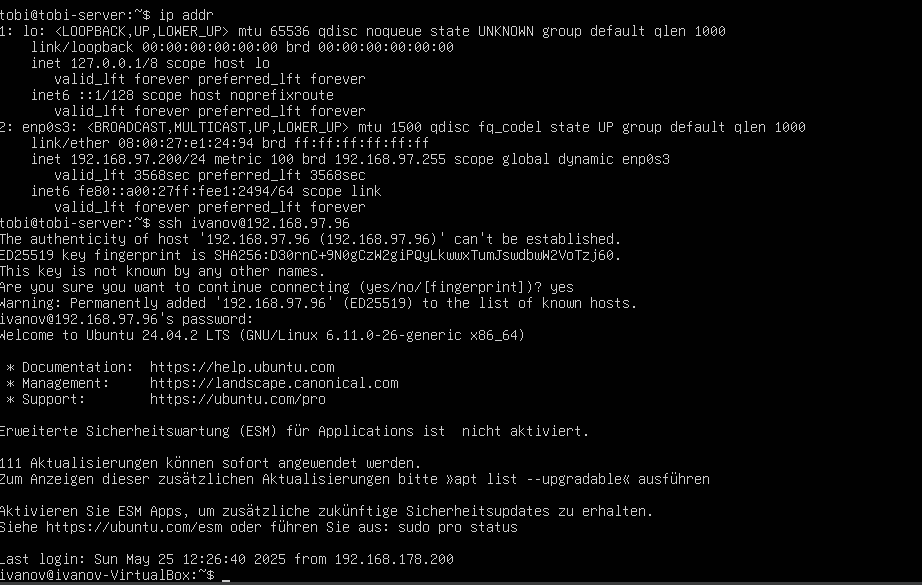 tobi@tobi-server:~$ ip addr
1: lo: <LOOPBACK,UP,LOWER_UP> mtu 65536 qdisc noqueue state UNKNOWN group default qlen 1000
    link/loopback 00:00:00:00:00:00 brd 00:00:00:00:00:00
    inet 127.0.0.1/8 scope host lo
       valid_lft forever preferred_lft forever
    inet6 ::1/128 scope host noprefixroute
       valid_lft forever preferred_lft forever
2: enp0s3: <BROADCAST,MULTICAST,UP,LOWER_UP> mtu 1500 qdisc fq_codel state UP group default qlen 1000
    link/ether 08:00:27:e1:24:94 brd ff:ff:ff:ff:ff:ff
    inet 192.168.97.200/24 metric 100 brd 192.168.97.255 scope global dynamic enp0s3
       valid_lft 3568sec preferred_lft 3568sec
    inet6 fe80::a00:27ff:fee1:2494/64 scope link
       valid_lft forever preferred_lft forever
tobi@tobi-server:~$ ssh ivanov@192.168.97.96
The authenticity of host '192.168.97.96 (192.168.97.96)' can't be established.
ED25519 key fingerprint is SHA256:D30rnC+9N0gCzW2giPQyLkwwxTumJswdbwW2VoTzj60.
This key is not known by any other names.
Are you sure you want to continue connecting (yes/no/[fingerprint])? yes
Warning: Permanently added '192.168.97.96' (ED25519) to the list of known hosts.
ivanov@192.168.97.96's password:
Welcome to Ubuntu 24.04.2 LTS (GNU/Linux 6.11.0-26-generic x86_64)

 * Documentation:  https://help.ubuntu.com
 * Management:     https://landscape.canonical.com
 * Support:        https://ubuntu.com/pro

Erweiterte Sicherheitswartung (ESM) für Applications ist  nicht aktiviert.

111 Aktualisierungen können sofort angewendet werden.
Zum Anzeigen dieser zusätzlichen Aktualisierungen bitte »apt list --upgradable« ausführen

Aktivieren Sie ESM Apps, um zusätzliche zukünftige Sicherheitsupdates zu erhalten.
Siehe https://ubuntu.com/esm oder führen Sie aus: sudo pro status

Last login: Sun May 25 12:26:40 2025 from 192.168.178.200
ivanov@ivanov-VirtualBox:~$ _